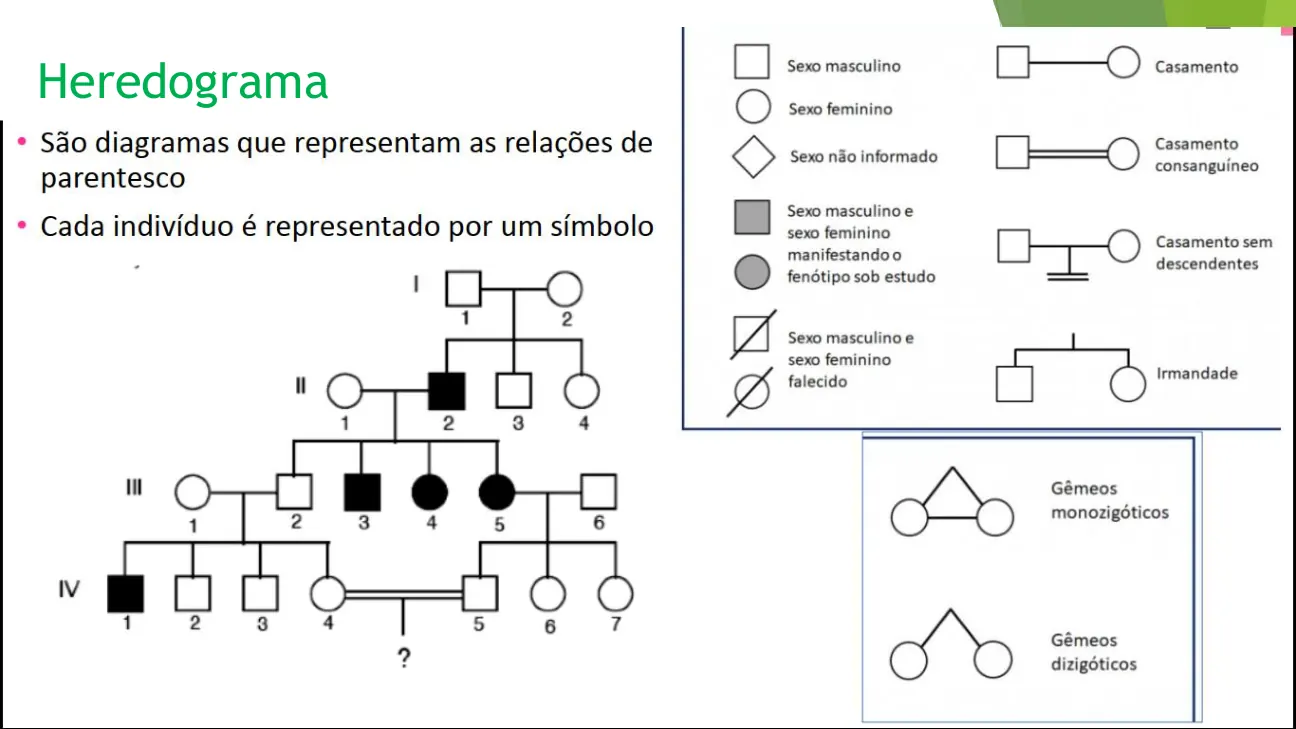 Heredograma
• São diagramas que representam as relações de
parentesco
• Cada indivíduo é representado por um símbolo
I
1 2
II
1 2 3 4
III
1 2 3 4 5 6
IV
1 2 3 4 5 6 7
?
Sexo masculino
Sexo feminino
Sexo não informado
Sexo masculino e
sexo feminino
manifestando o
fenótipo sob estudo
Sexo masculino e
sexo feminino
falecido
Casamento
Casamento
consanguíneo
Casamento sem
descendentes
Irmandade
Gêmeos
monozigóticos
Gêmeos
dizigóticos